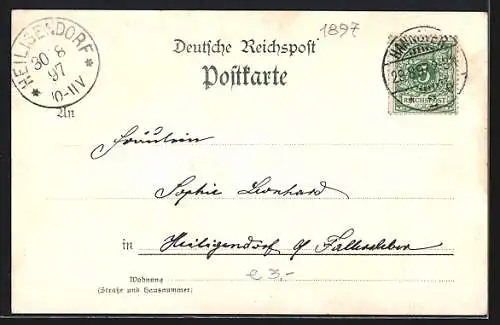 1897
HEILIGENDORF
30 8
97
10-11V
Deutsche Reichspost
Postkarte
HANNOVER
5
REICHSPOST
An
Fräulein
Sophie Leonhard
in Heiligendorf b/ Fallersleben
Wohnung
(Straße und Hausnummer)
€ 3.-